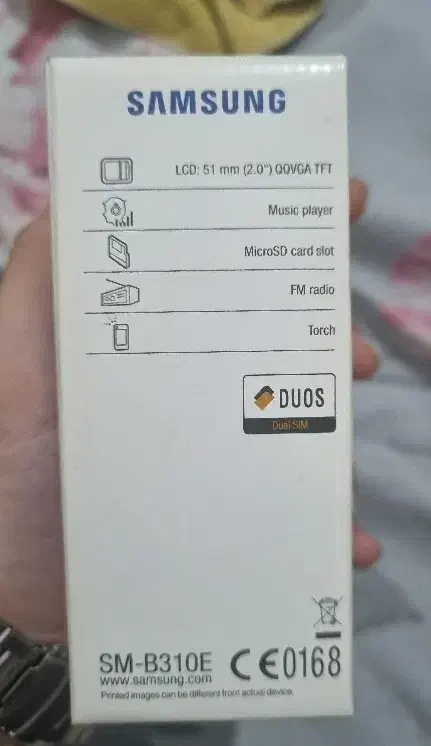 SAMSUNG
LCD: 51 mm (2.0") QQVGA TFT
Music player
MicroSD card slot
FM radio
Torch
DUOS
Dual SIM
SM-B310E
www.samsung.com
CE0168
Printed images can be different from actual device.